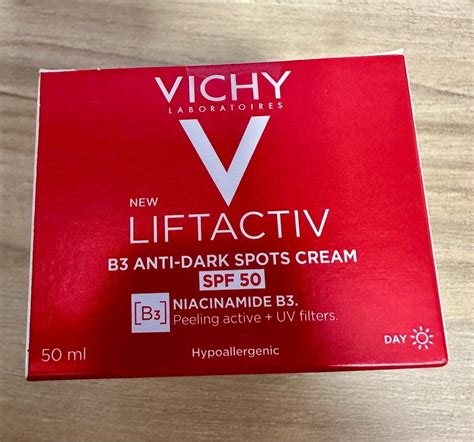 VICHY
LABORATOIRES
V
NEW
LIFTACTIV
B3 ANTI-DARK SPOTS CREAM
SPF 50
[B3] NIACINAMIDE B3.
Peeling active + UV filters.
50 ml
Hypoallergenic
DAY